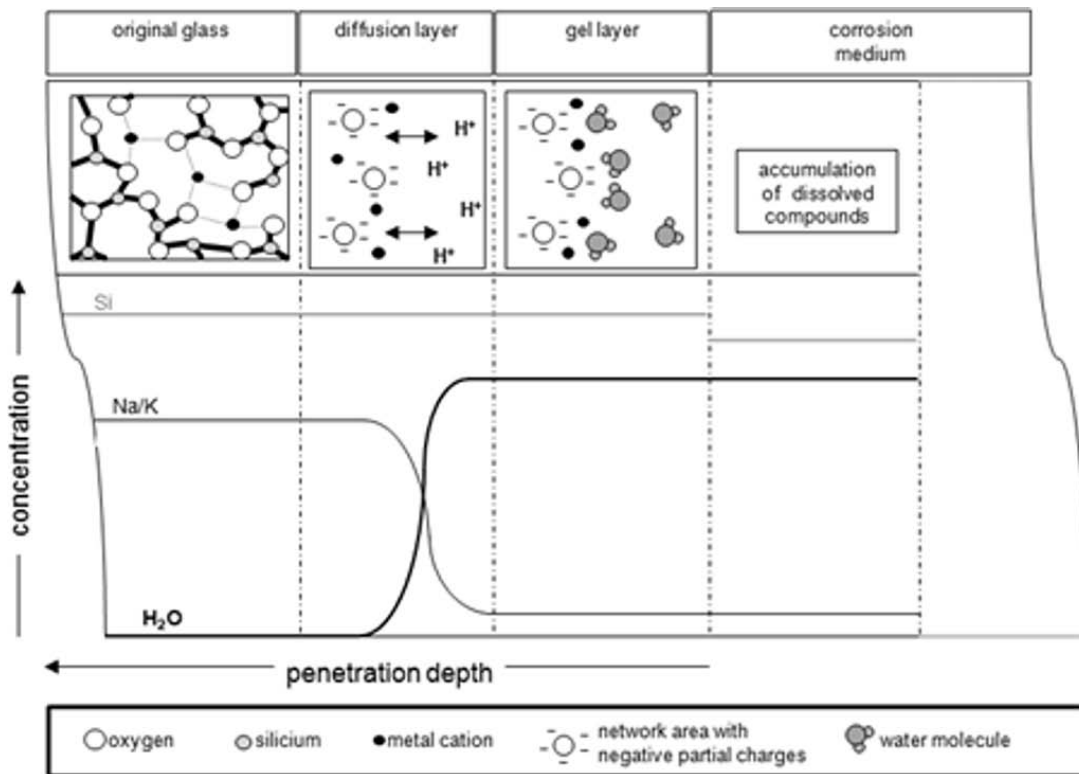 original glass
diffusion layer
gel layer
corrosion
medium
H⁺
H⁺
H⁺
H⁺
accumulation
of dissolved
compounds
Si
Na/K
H₂O
concentration
penetration depth
oxygen
silicium
metal cation
network area with
negative partial charges
water molecule